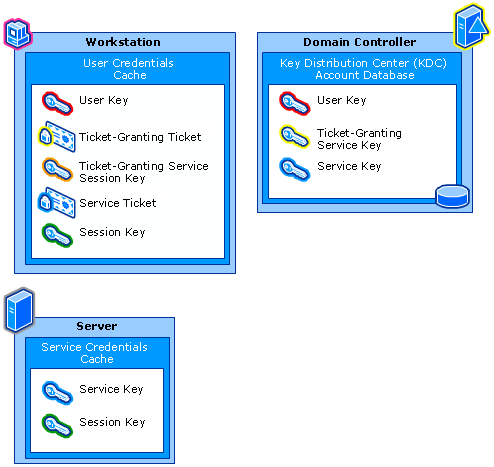 Workstation
User Credentials
Cache
User Key
Ticket-Granting Ticket
Ticket-Granting Service
Session Key
Service Ticket
Session Key
Domain Controller
Key Distribution Center (KDC)
Account Database
User Key
Ticket-Granting
Service Key
Service Key
Server
Service Credentials
Cache
Service Key
Session Key